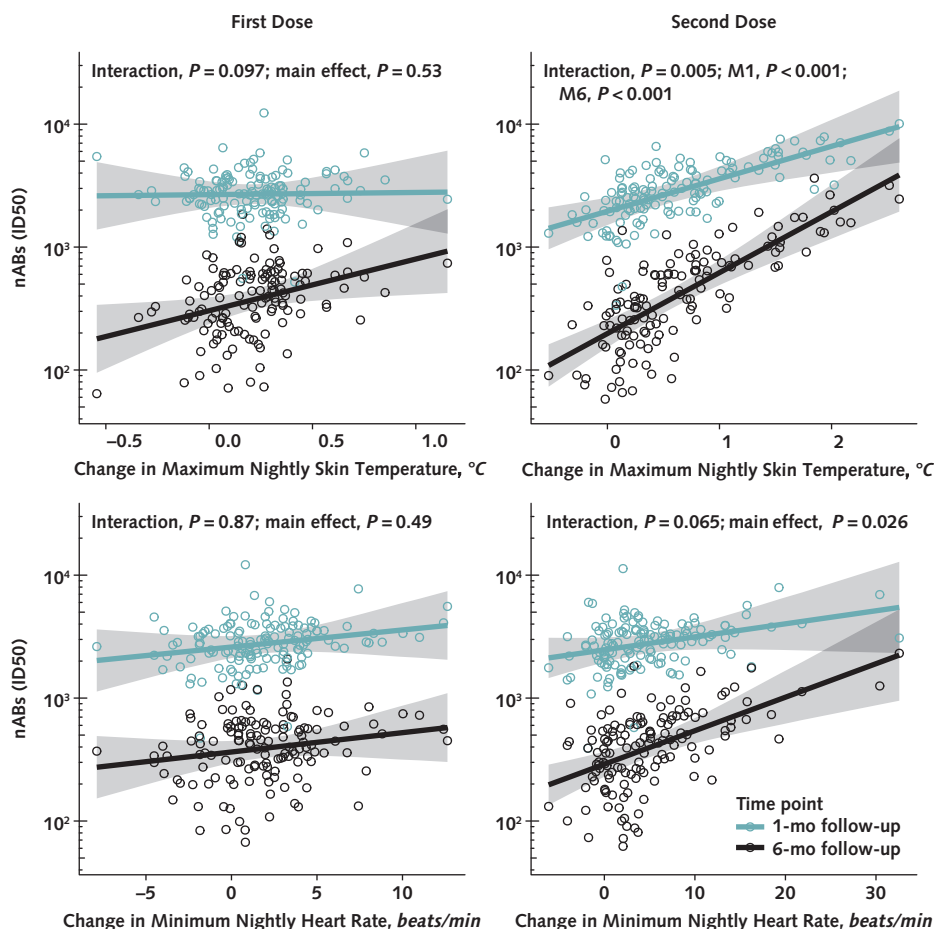 First Dose
Second Dose
Interaction, P = 0.097; main effect, P = 0.53
Interaction, P = 0.005; M1, P < 0.001;
M6, P < 0.001
nABs (ID50)
10⁴
10³
10²
10⁴
10³
10²
–0.5 0.0 0.5 1.0
0 1 2
Change in Maximum Nightly Skin Temperature, °C
Change in Maximum Nightly Skin Temperature, °C
Interaction, P = 0.87; main effect, P = 0.49
Interaction, P = 0.065; main effect, P = 0.026
nABs (ID50)
10⁴
10³
10²
10⁴
10³
10²
Time point
1-mo follow-up
6-mo follow-up
–5 0 5 10
0 10 20 30
Change in Minimum Nightly Heart Rate, beats/min
Change in Minimum Nightly Heart Rate, beats/min